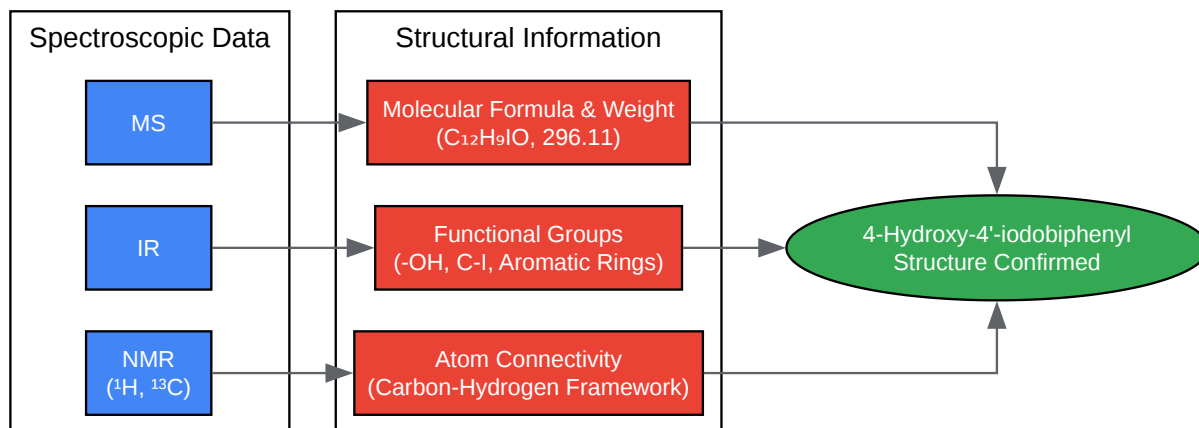 Spectroscopic Data
Structural Information
MS
Molecular Formula & Weight
(C₁₂H₉IO, 296.11)
IR
Functional Groups
(-OH, C-I, Aromatic Rings)
4-Hydroxy-4'-iodobiphenyl
Structure Confirmed
NMR
(¹H, ¹³C)
Atom Connectivity
(Carbon-Hydrogen Framework)